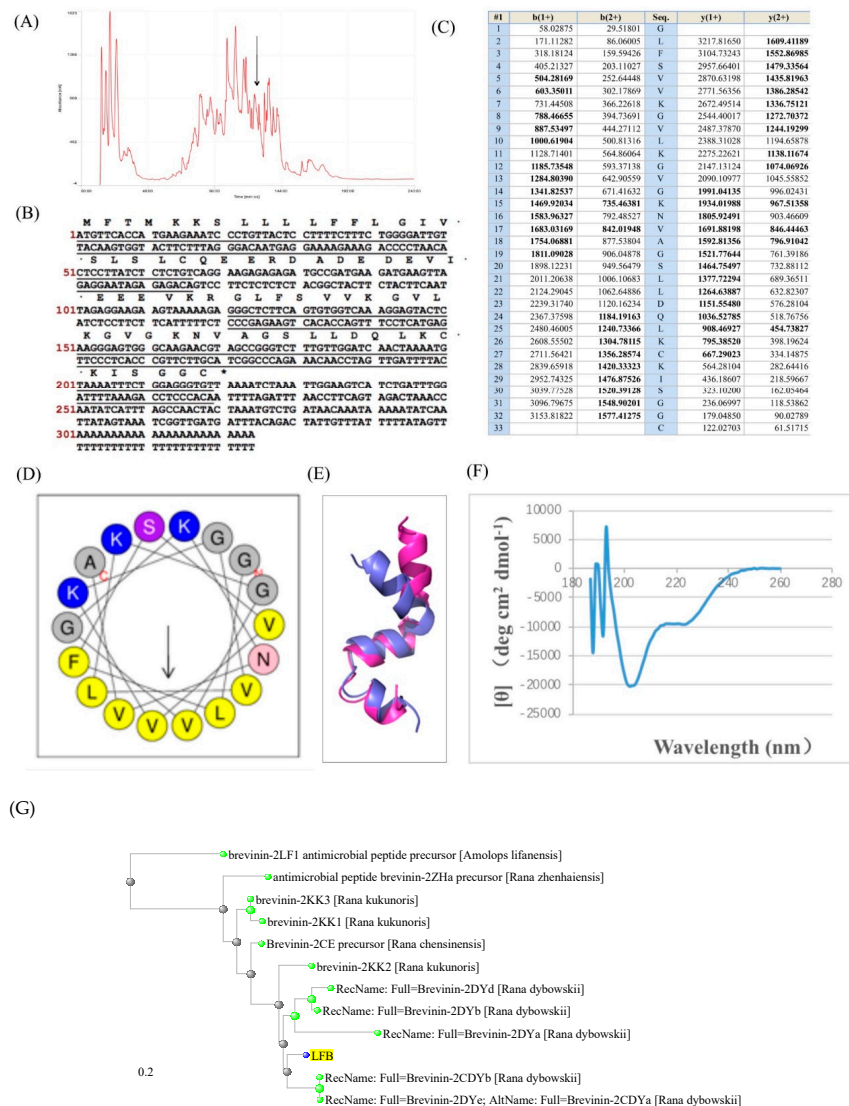 (A)
Absorbance (mAU)
1600
1200
800
400
-4
Time (min:sec)
(B)
M F T M K K S L L L F F L G I V ·
1ATGTTCACCA TGAAGAAATC CCTGTTACTC CTTTTCTTTC TGGGGATTGT
TACAAGTGGT ACTTCTTTAG GGACAATGAG GAAAAGAAAG ACCCCTAACA
· S L S L C Q E E R D A D E D E V I ·
51CTCCTTATCT CTCTGTCAGG AAGAGAGAGA TGCCGATGAA GATGAAGTTA
GAGGAATAGA GAGACAGTCC TTCTCTCTCT ACGGCTACTT CTACTTCAAT
· E E E V K R G L F S V V K G V L
101TAGAGGAAGA AGTAAAAAGA GGGCTCTTCA GTGTGGTCAA AGGAGTACTC
ATCTCCTTCT TCATTTTTCT CCCGAGAAGT CACACCAGTT TCCTCATGAG
K G V G K N V A G S L L D Q L K C ·
151AAGGGAGTGG GCAAGAACGT AGCCGGGTCT TTGTTGGATC AACTAAAATG
TTCCCTCACC CGTTCTTGCA TCGGCCCAGA AACAACCTAG TTGATTTTAC
· K I S G G C *
201TAAAATTTCT GGAGGGTGTT AAAATCTAAA TTGGAAGTCA TCTGATTTGG
ATTTTAAAGA CCTCCCACAA TTTTAGATTT AACCTTCAGT AGACTAAACC
251AATATCATTT AGCCAACTAC TAAATGTCTG ATAACAAATA AAAATATCAA
TTATAGTAAA TCGGTTGATG ATTTACAGAC TATTGTTTAT TTTTATAGTT
301AAAAAAAAAA AAAAAAAAAA AAAA
TTTTTTTTTT TTTTTTTTTT TTTT
(C)
#1 b(1+) b(2+) Seq. y(1+) y(2+)
1 58.02875 29.51801 G
2 171.11282 86.06005 L 3217.81650 1609.41189
3 318.18124 159.59426 F 3104.73243 1552.86985
4 405.21327 203.11027 S 2957.66401 1479.33564
5 504.28169 252.64448 V 2870.63198 1435.81963
6 603.35011 302.17869 V 2771.56356 1386.28542
7 731.44508 366.22618 K 2672.49514 1336.75121
8 788.46655 394.73691 G 2544.40017 1272.70372
9 887.53497 444.27112 V 2487.37870 1244.19299
10 1000.61904 500.81316 L 2388.31028 1194.65878
11 1128.71401 564.86064 K 2275.22621 1138.11674
12 1185.73548 593.37138 G 2147.13124 1074.06926
13 1284.80390 642.90559 V 2090.10977 1045.55852
14 1341.82537 671.41632 G 1991.04135 996.02431
15 1469.92034 735.46381 K 1934.01988 967.51358
16 1583.96327 792.48527 N 1805.92491 903.46609
17 1683.03169 842.01948 V 1691.88198 846.44463
18 1754.06881 877.53804 A 1592.81356 796.91042
19 1811.09028 906.04878 G 1521.77644 761.39186
20 1898.12231 949.56479 S 1464.75497 732.88112
21 2011.20638 1006.10683 L 1377.72294 689.36511
22 2124.29045 1062.64886 L 1264.63887 632.82307
23 2239.31740 1120.16234 D 1151.55480 576.28104
24 2367.37598 1184.19163 Q 1036.52785 518.76756
25 2480.46005 1240.73366 L 908.46927 454.73827
26 2608.55502 1304.78115 K 795.38520 398.19624
27 2711.56421 1356.28574 C 667.29023 334.14875
28 2839.65918 1420.33323 K 564.28104 282.64416
29 2952.74325 1476.87526 I 436.18607 218.59667
30 3039.77528 1520.39128 S 323.10200 162.05464
31 3096.79675 1548.90201 G 236.06997 118.53862
32 3153.81822 1577.41275 G 179.04850 90.02789
33 C 122.02703 61.51715
(D)
K S K G G G V N V L V V V L F G K A
C
N
(E)
(F)
10000
5000
0
-5000
-10000
-15000
-20000
-25000
180 200 220 240 260
[θ] (deg cm² dmol⁻¹)
Wavelength (nm)
(G)
brevinin-2LF1 antimicrobial peptide precursor [Amolops lifanensis]
antimicrobial peptide brevinin-2ZHa precursor [Rana zhenhaiensis]
brevinin-2KK3 [Rana kukunoris]
brevinin-2KK1 [Rana kukunoris]
Brevinin-2CE precursor [Rana chensinensis]
brevinin-2KK2 [Rana kukunoris]
RecName: Full=Brevinin-2DYd [Rana dybowskii]
RecName: Full=Brevinin-2DYb [Rana dybowskii]
RecName: Full=Brevinin-2DYa [Rana dybowskii]
LFB
0.2
RecName: Full=Brevinin-2CDYb [Rana dybowskii]
RecName: Full=Brevinin-2DYe; AltName: Full=Brevinin-2CDYa [Rana dybowskii]